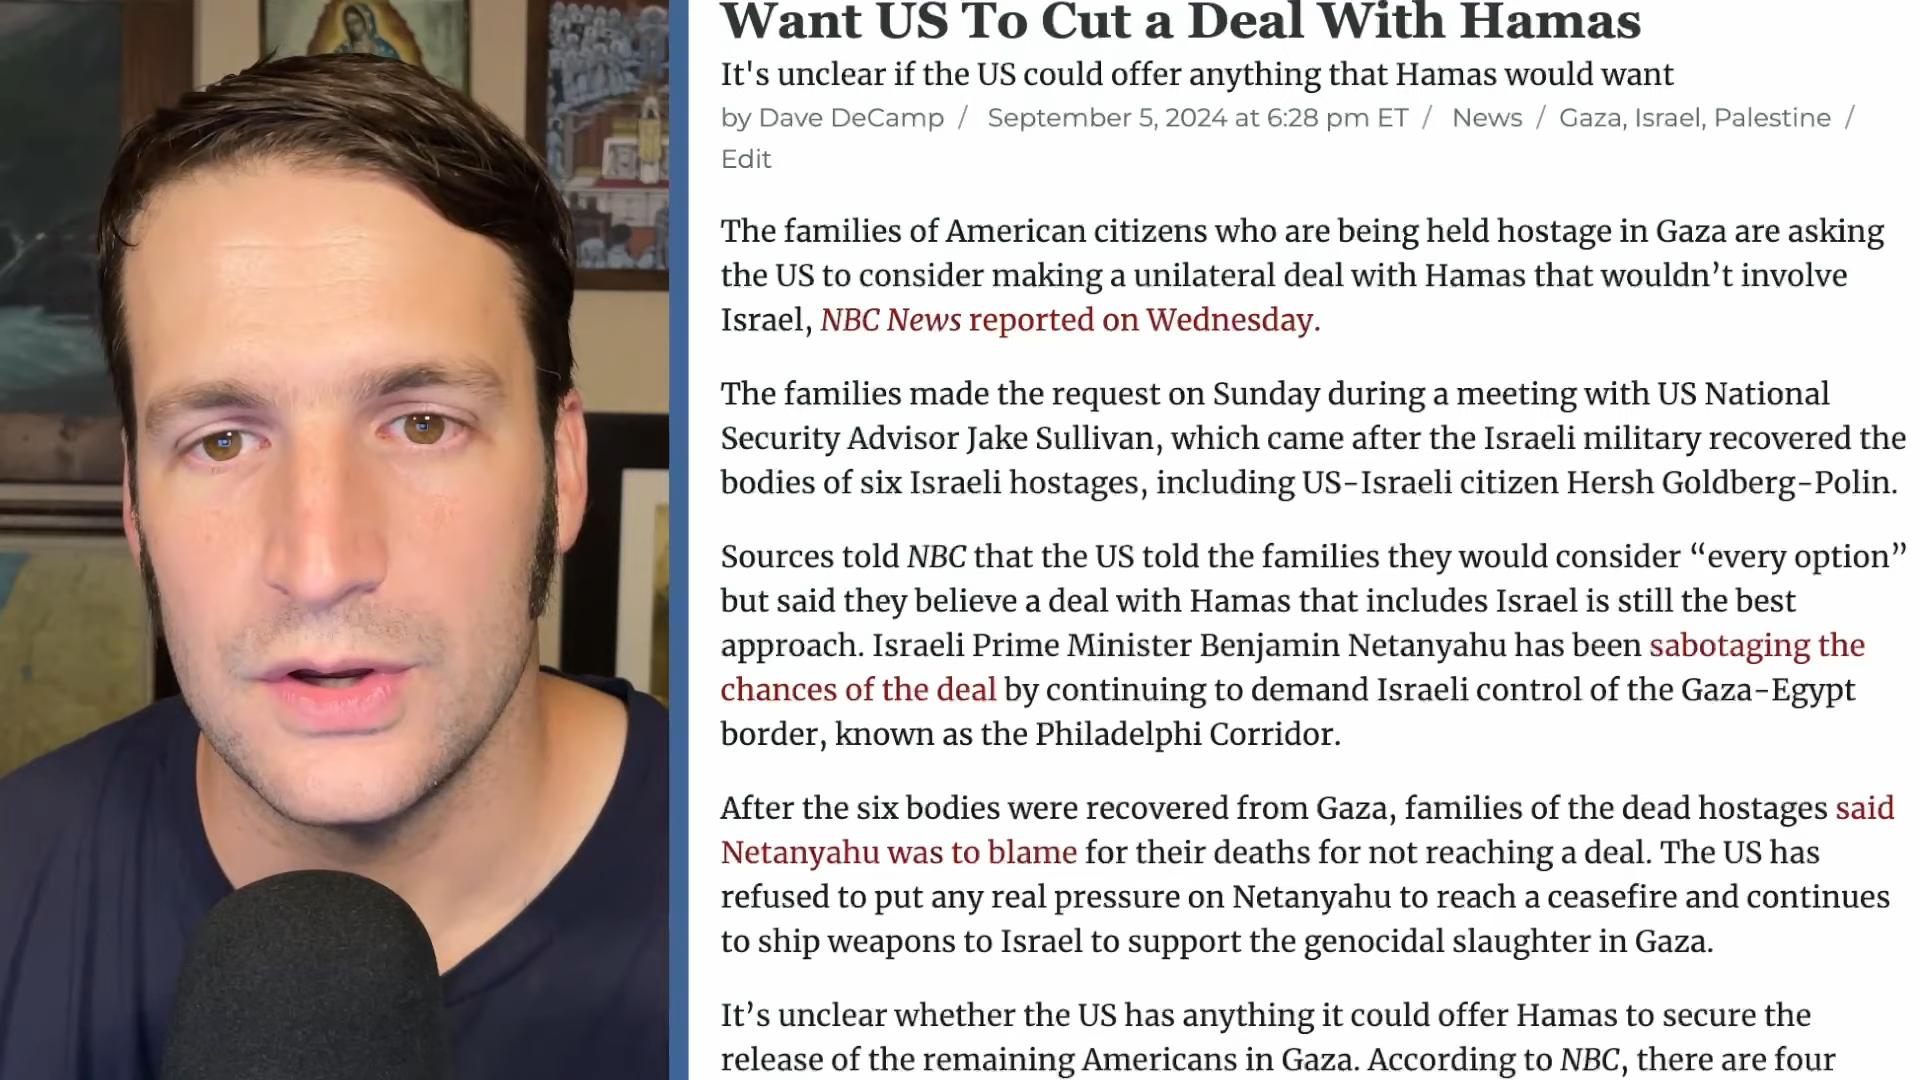 Want US To Cut a Deal With Hamas
It's unclear if the US could offer anything that Hamas would want
by Dave DeCamp / September 5, 2024 at 6:28 pm ET / News / Gaza, Israel, Palestine /
Edit
The families of American citizens who are being held hostage in Gaza are asking
the US to consider making a unilateral deal with Hamas that wouldn’t involve
Israel, NBC News reported on Wednesday.
The families made the request on Sunday during a meeting with US National
Security Advisor Jake Sullivan, which came after the Israeli military recovered the
bodies of six Israeli hostages, including US-Israeli citizen Hersh Goldberg-Polin.
Sources told NBC that the US told the families they would consider “every option”
but said they believe a deal with Hamas that includes Israel is still the best
approach. Israeli Prime Minister Benjamin Netanyahu has been sabotaging the
chances of the deal by continuing to demand Israeli control of the Gaza-Egypt
border, known as the Philadelphi Corridor.
After the six bodies were recovered from Gaza, families of the dead hostages said
Netanyahu was to blame for their deaths for not reaching a deal. The US has
refused to put any real pressure on Netanyahu to reach a ceasefire and continues
to ship weapons to Israel to support the genocidal slaughter in Gaza.
It’s unclear whether the US has anything it could offer Hamas to secure the
release of the remaining Americans in Gaza. According to NBC, there are four